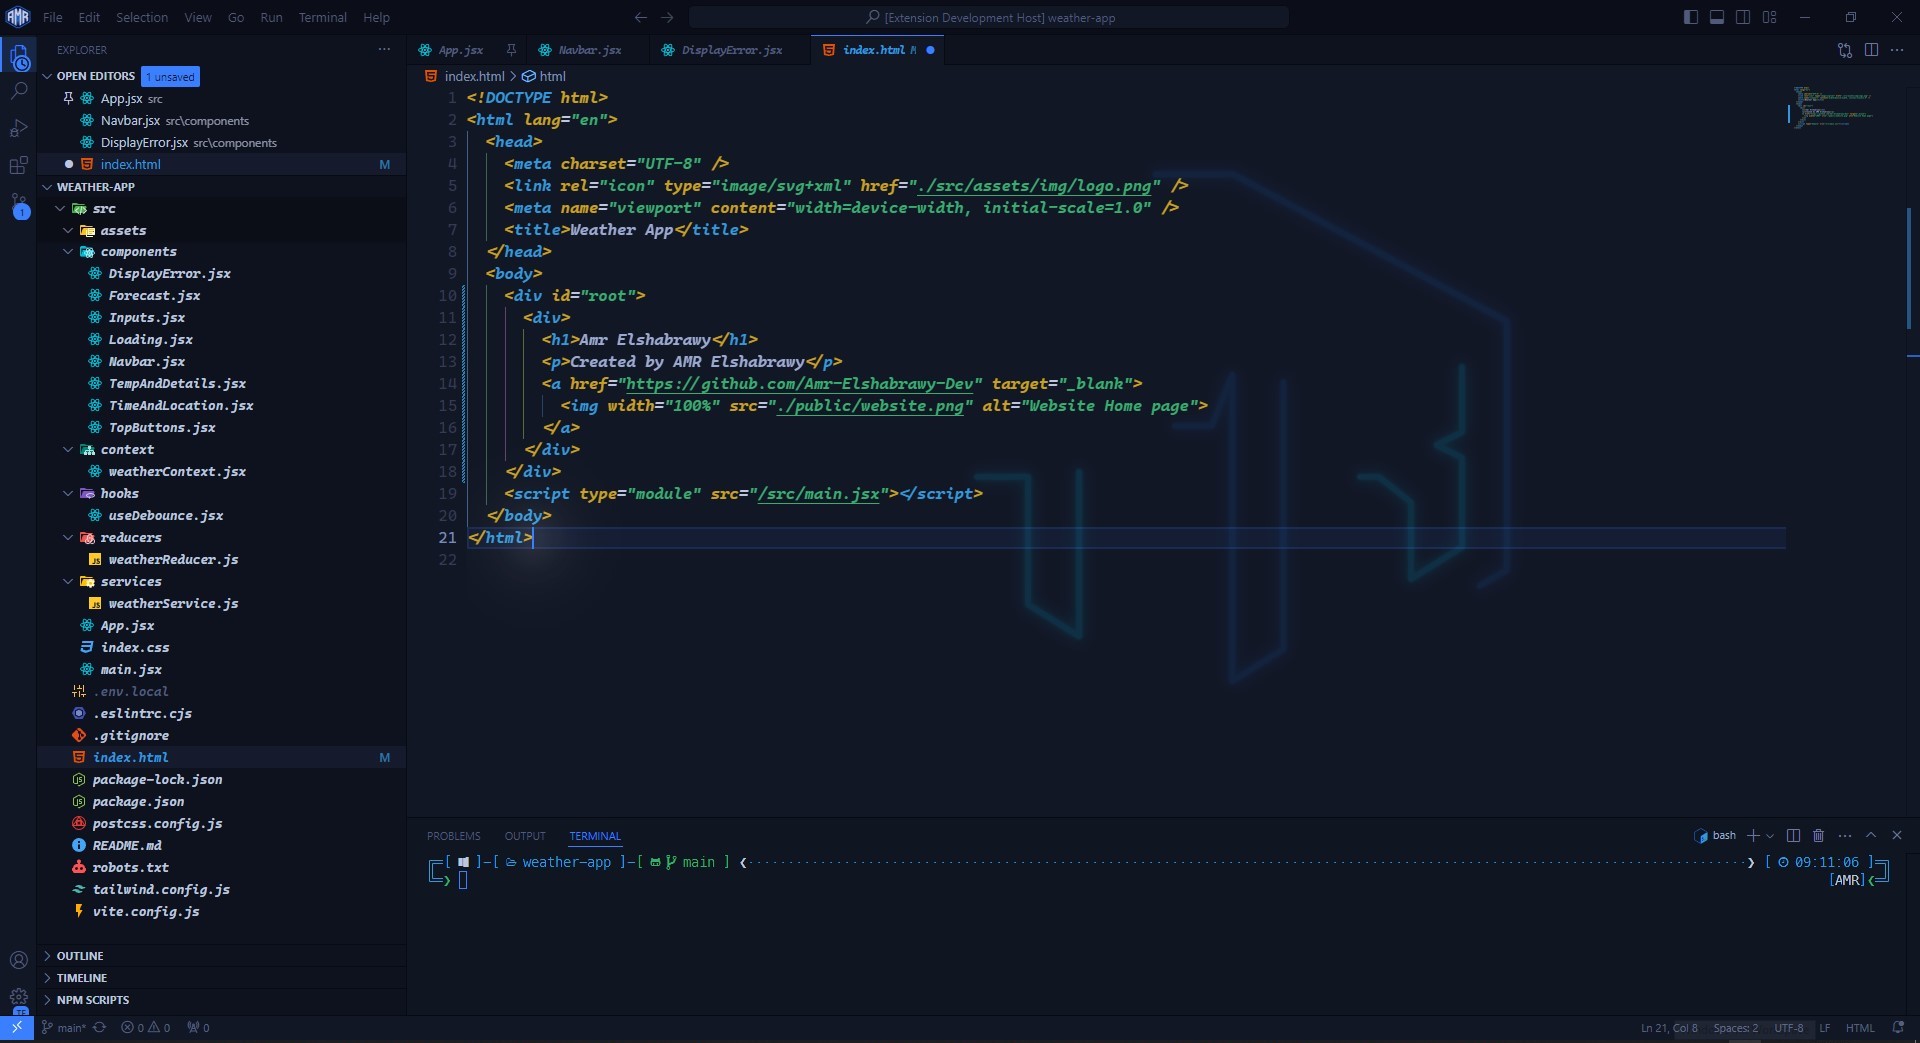 AMR File Edit Selection View Go Run Terminal Help [Extension Development Host] weather-app
EXPLORER
OPEN EDITORS 1 unsaved
App.jsx src
Navbar.jsx src\components
DisplayError.jsx src\components
index.html M
WEATHER-APP
src
assets
components
DisplayError.jsx
Forecast.jsx
Inputs.jsx
Loading.jsx
Navbar.jsx
TempAndDetails.jsx
TimeAndLocation.jsx
TopButtons.jsx
context
weatherContext.jsx
hooks
useDebounce.jsx
reducers
weatherReducer.js
services
weatherService.js
App.jsx
index.css
main.jsx
.env.local
.eslintrc.cjs
.gitignore
index.html M
package-lock.json
package.json
postcss.config.js
README.md
robots.txt
tailwind.config.js
vite.config.js
OUTLINE
TIMELINE
NPM SCRIPTS
1
App.jsx Navbar.jsx DisplayError.jsx index.html M
index.html > html
1 <!DOCTYPE html>
2 <html lang="en">
3 <head>
4 <meta charset="UTF-8" />
5 <link rel="icon" type="image/svg+xml" href="./src/assets/img/logo.png" />
6 <meta name="viewport" content="width=device-width, initial-scale=1.0" />
7 <title>Weather App</title>
8 </head>
9 <body>
10 <div id="root">
11 <div>
12 <h1>Amr Elshabrawy</h1>
13 <p>Created by AMR Elshabrawy</p>
14 <a href="https://github.com/Amr-Elshabrawy-Dev" target="_blank">
15 <img width="100%" src="./public/website.png" alt="Website Home page">
16 </a>
17 </div>
18 </div>
19 <script type="module" src="/src/main.jsx"></script>
20 </body>
21 </html>
22
PROBLEMS OUTPUT TERMINAL bash
[ ]-[ weather-app ]-[ main ] [ 09:11:06 ]
[AMR]
TE
main* 0 0 0 Ln 21, Col 8 Spaces: 2 UTF-8 LF HTML